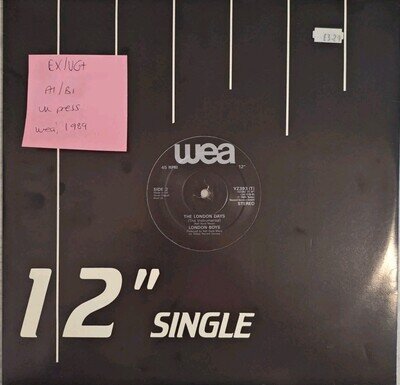 EX/VG+
A1/B1
UK press
wea, 1989
£3.29
wea
45 RPM
12"
SIDE 2
YZ393 (T)
THE LONDON DAYS
(The Instrumental)
LONDON BOYS
STEREO
12" SINGLE